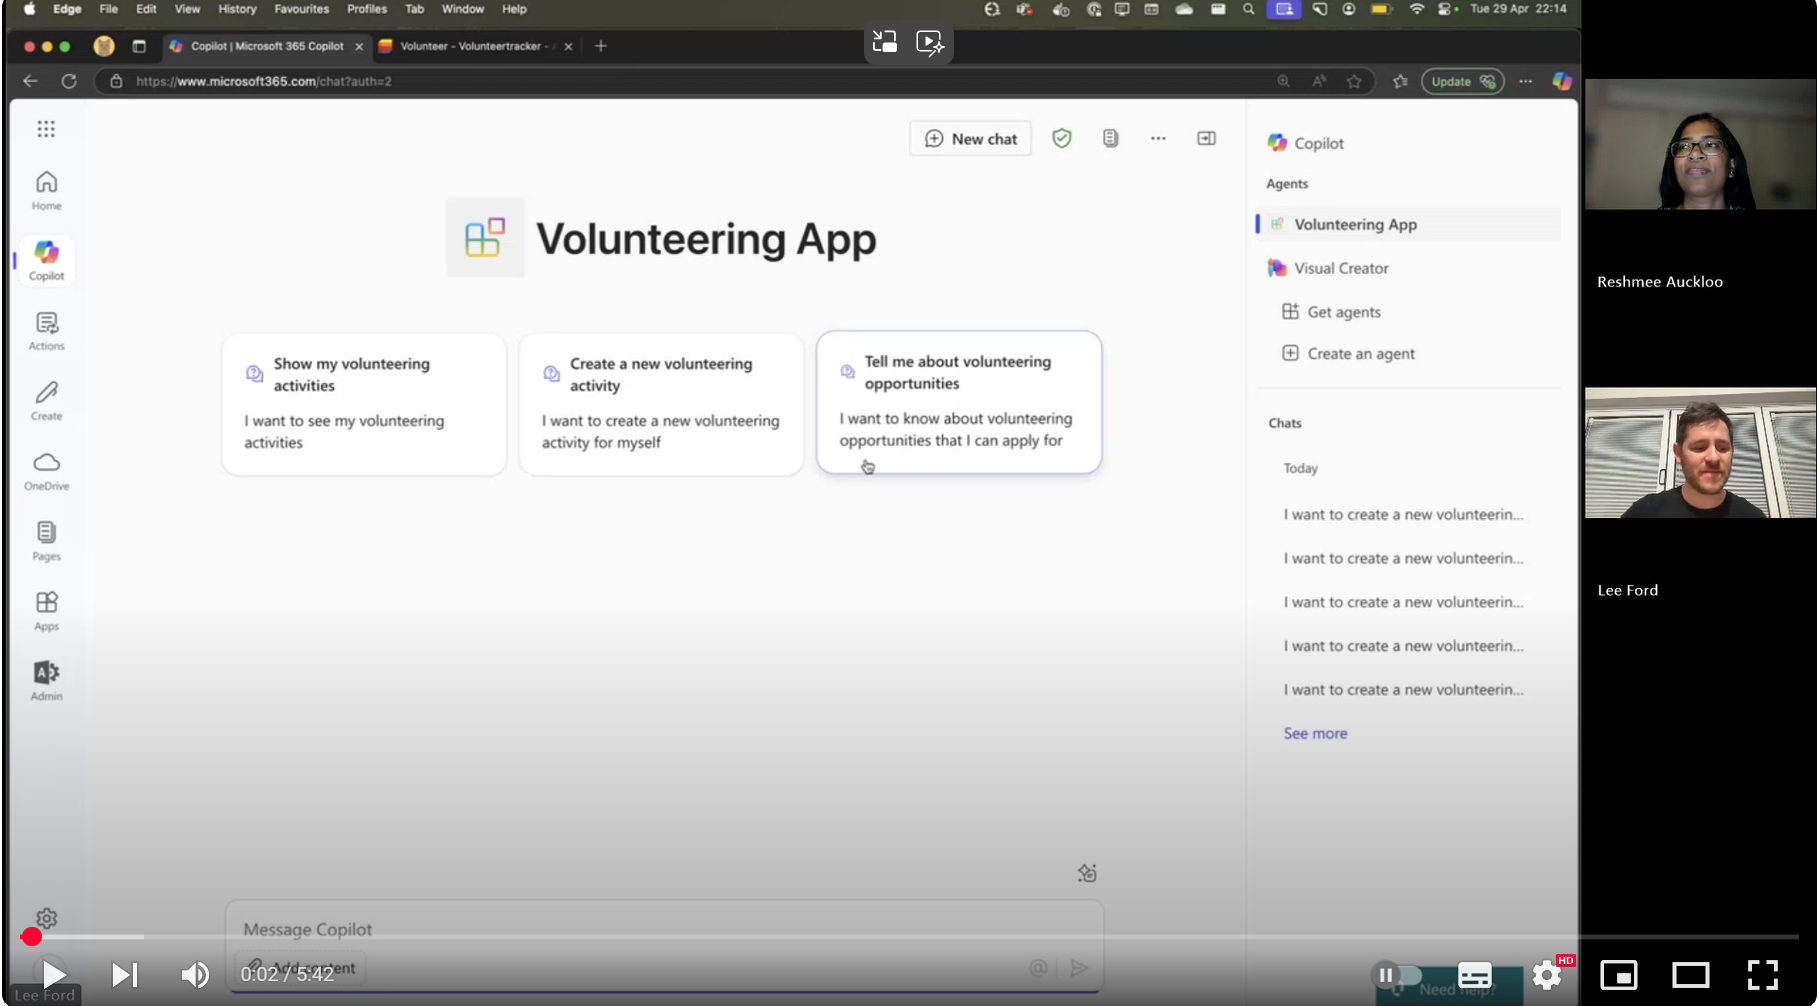 Edge File Edit View History Favourites Profiles Tab Window Help
Tue 29 Apr 22:14
Copilot | Microsoft 365 Copilot
Volunteer - Volunteertracker -
https://www.microsoft365.com/chat?auth=2
Update
Home
Copilot
Actions
Create
OneDrive
Pages
Apps
Admin
New chat
Volunteering App
Show my volunteering
activities
I want to see my volunteering
activities
Create a new volunteering
activity
I want to create a new volunteering
activity for myself
Tell me about volunteering
opportunities
I want to know about volunteering
opportunities that I can apply for
Message Copilot
Add content
Copilot
Agents
Volunteering App
Visual Creator
Get agents
Create an agent
Chats
Today
I want to create a new volunteerin...
I want to create a new volunteerin...
I want to create a new volunteerin...
I want to create a new volunteerin...
I want to create a new volunteerin...
See more
Reshmee Auckloo
Lee Ford
0:02 / 5:42
Lee Ford
Need help?
HD